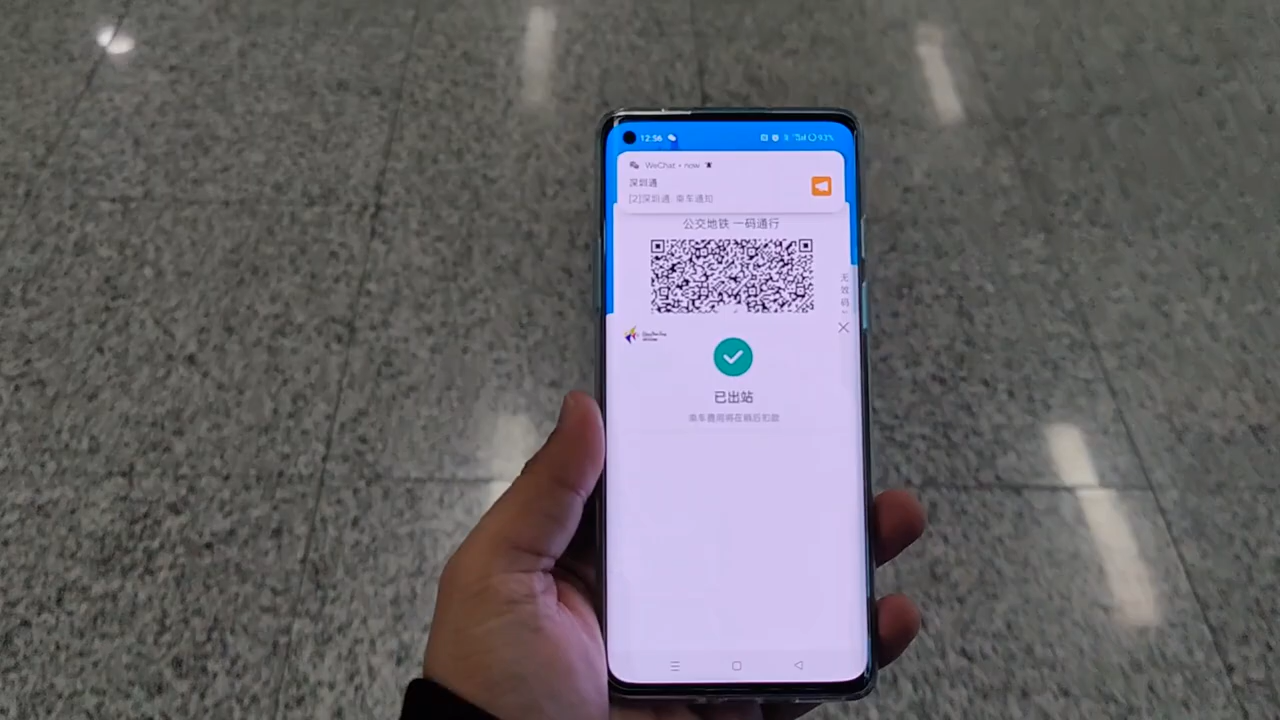 12:56
93%
WeChat • now
深圳通
[2]深圳通 乘车通知
公交地铁 一码通行
无效码
已出站
乘车费用将在稍后扣款